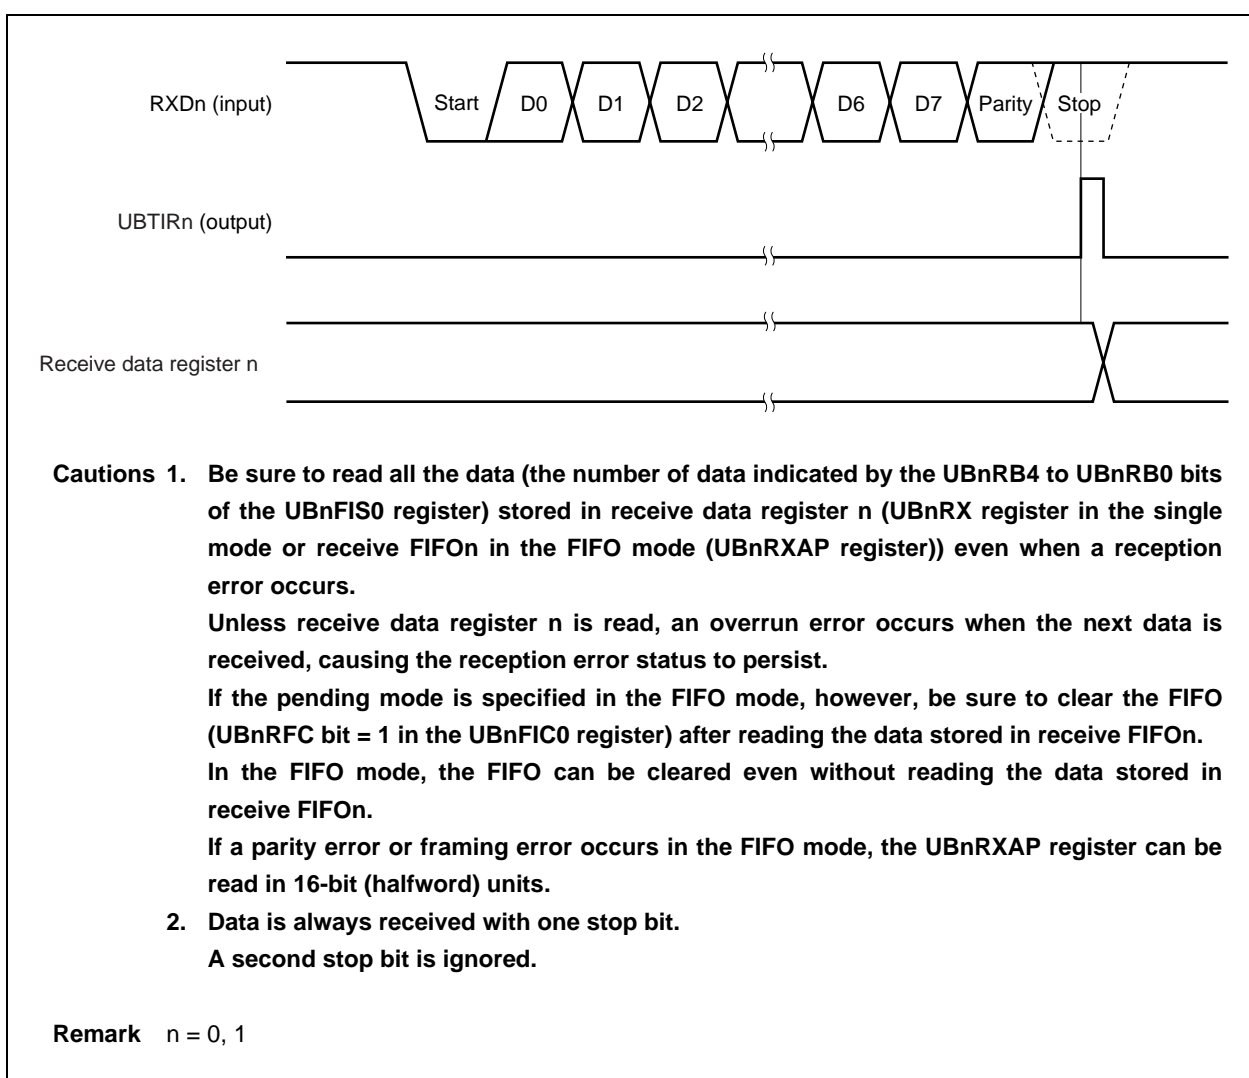 RXDn (input) Start D0 D1 D2 D6 D7 Parity Stop
UBTIRn (output)
Receive data register n
Cautions 1. Be sure to read all the data (the number of data indicated by the UBnRB4 to UBnRB0 bits
of the UBnFIS0 register) stored in receive data register n (UBnRX register in the single
mode or receive FIFOn in the FIFO mode (UBnRXAP register)) even when a reception
error occurs.
Unless receive data register n is read, an overrun error occurs when the next data is
received, causing the reception error status to persist.
If the pending mode is specified in the FIFO mode, however, be sure to clear the FIFO
(UBnRFC bit = 1 in the UBnFIC0 register) after reading the data stored in receive FIFOn.
In the FIFO mode, the FIFO can be cleared even without reading the data stored in
receive FIFOn.
If a parity error or framing error occurs in the FIFO mode, the UBnRXAP register can be
read in 16-bit (halfword) units.
2. Data is always received with one stop bit.
A second stop bit is ignored.
Remark n = 0, 1